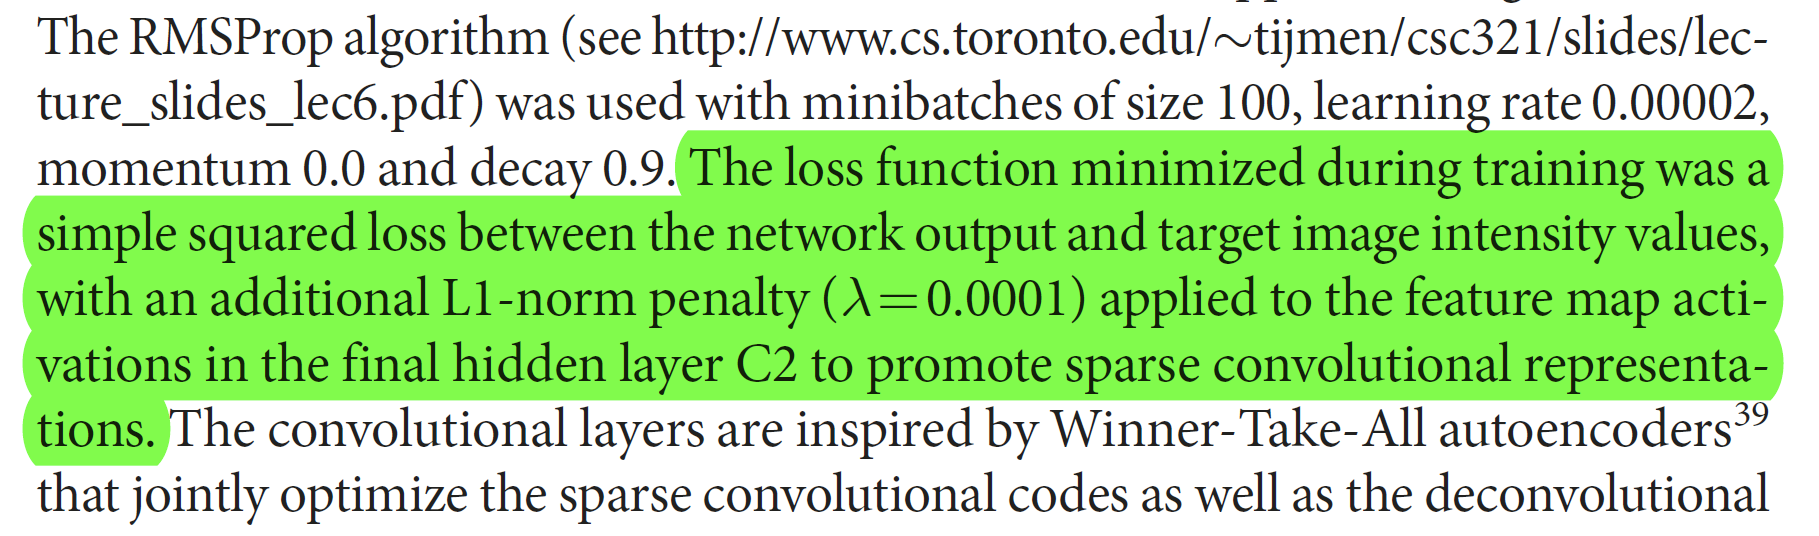 The RMSProp algorithm (see http://www.cs.toronto.edu/~tijmen/csc321/slides/lec-
ture_slides_lec6.pdf) was used with minibatches of size 100, learning rate 0.00002,
momentum 0.0 and decay 0.9. The loss function minimized during training was a
simple squared loss between the network output and target image intensity values,
with an additional L1-norm penalty (λ=0.0001) applied to the feature map acti-
vations in the final hidden layer C2 to promote sparse convolutional representa-
tions. The convolutional layers are inspired by Winner-Take-All autoencoders39
that jointly optimize the sparse convolutional codes as well as the deconvolutional